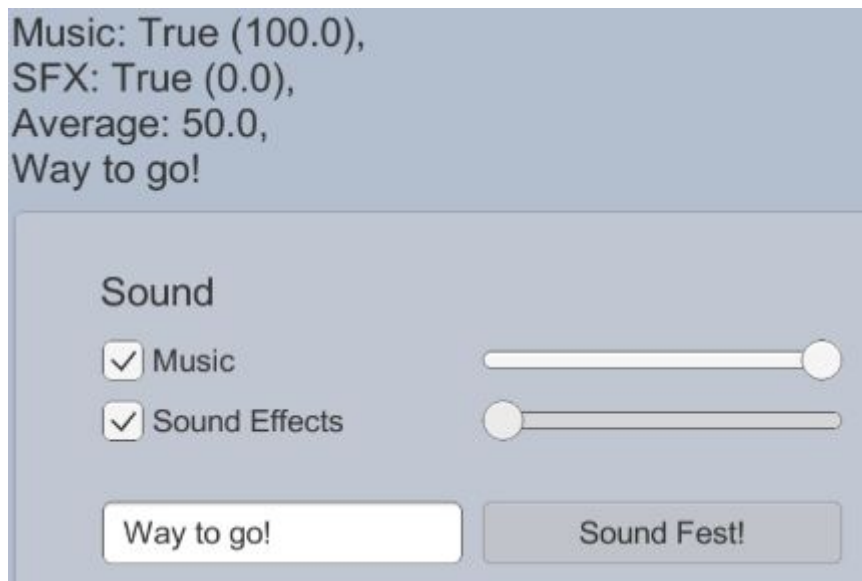 Music: True (100.0),
SFX: True (0.0),
Average: 50.0,
Way to go!
Sound
Music
Sound Effects
Way to go!
Sound Fest!